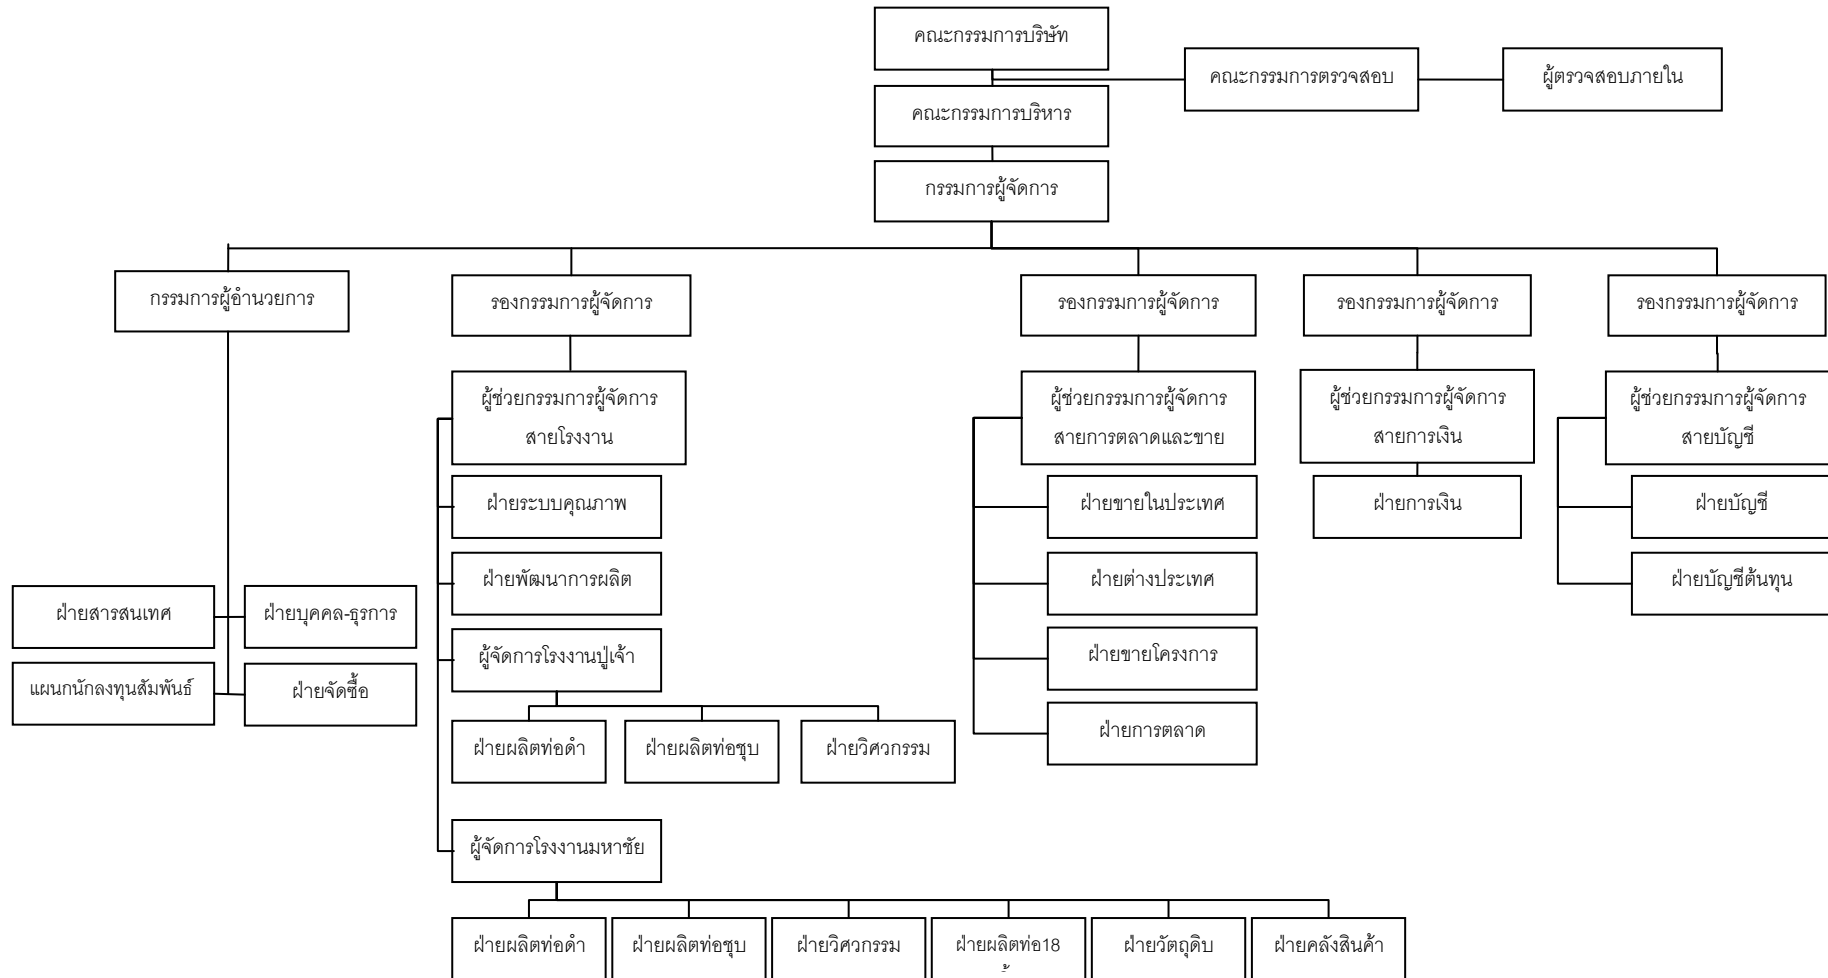 คณะกรรมการบริษัท
คณะกรรมการตรวจสอบ
ผู้ตรวจสอบภายใน
คณะกรรมการบริหาร
กรรมการผู้จัดการ
กรรมการผู้อำนวยการ
รองกรรมการผู้จัดการ
รองกรรมการผู้จัดการ
รองกรรมการผู้จัดการ
รองกรรมการผู้จัดการ
ผู้ช่วยกรรมการผู้จัดการ
สายโรงงาน
ผู้ช่วยกรรมการผู้จัดการ
สายการตลาดและขาย
ผู้ช่วยกรรมการผู้จัดการ
สายการเงิน
ผู้ช่วยกรรมการผู้จัดการ
สายบัญชี
ฝ่ายระบบคุณภาพ
ฝ่ายขายในประเทศ
ฝ่ายการเงิน
ฝ่ายบัญชี
ฝ่ายพัฒนาการผลิต
ฝ่ายต่างประเทศ
ฝ่ายบัญชีต้นทุน
ฝ่ายสารสนเทศ
ฝ่ายบุคคล-ธุรการ
ผู้จัดการโรงงานปู่เจ้า
ฝ่ายขายโครงการ
แผนกนักลงทุนสัมพันธ์
ฝ่ายจัดซื้อ
ฝ่ายการตลาด
ฝ่ายผลิตท่อดำ
ฝ่ายผลิตท่อชุบ
ฝ่ายวิศวกรรม
ผู้จัดการโรงงานมหาชัย
ฝ่ายผลิตท่อดำ
ฝ่ายผลิตท่อชุบ
ฝ่ายวิศวกรรม
ฝ่ายผลิตท่อ18
ฝ่ายวัตถุดิบ
ฝ่ายคลังสินค้า